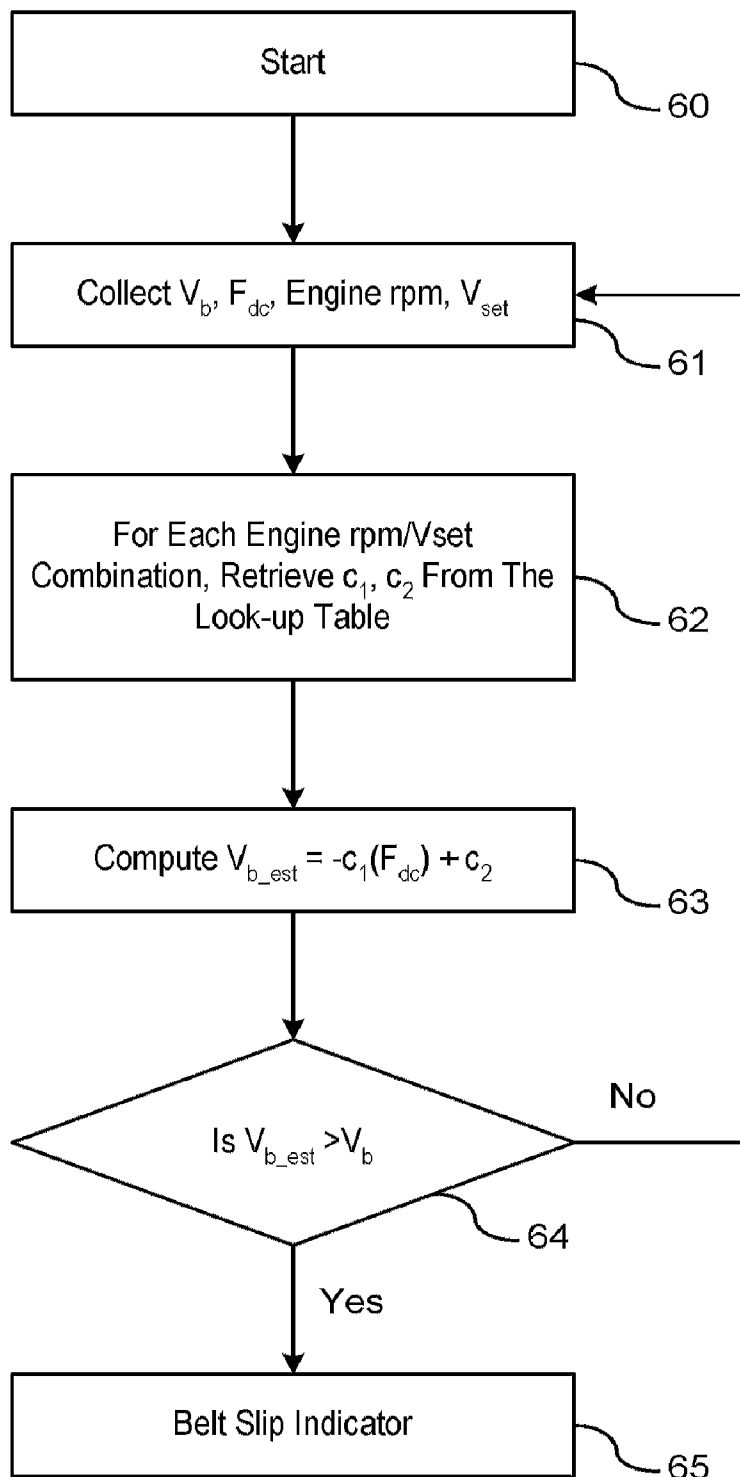 Start
60
Collect V_b, F_dc, Engine rpm, V_set
61
For Each Engine rpm/Vset
Combination, Retrieve c_1, c_2 From The
Look-up Table
62
Compute V_b_est = -c_1(F_dc) + c_2
63
Is V_b_est >V_b
No
64
Yes
Belt Slip Indicator
65